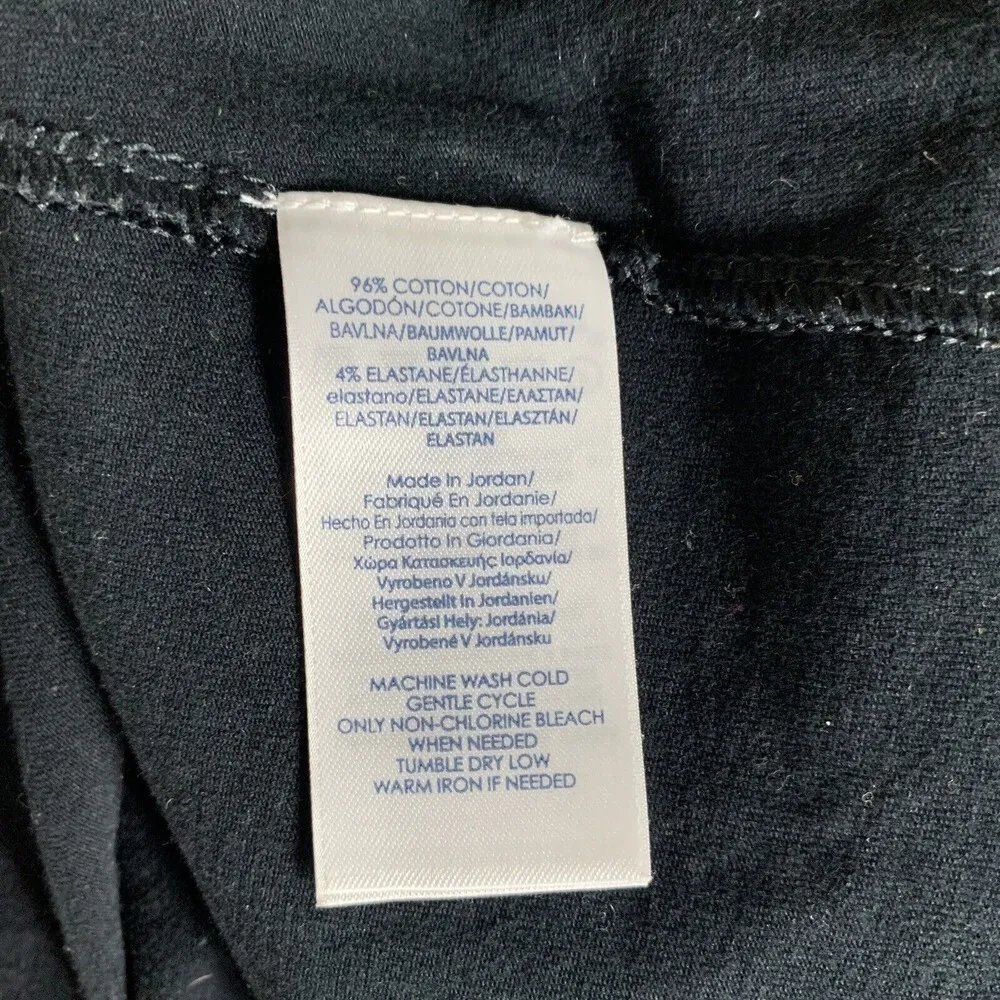 96% COTTON/COTON/
ALGODÓN/COTONE/BAMBAKI/
BAVLNA/BAUMWOLLE/PAMUT/
BAVLNA
4% ELASTANE/ÉLASTHANNE/
elastano/ELASTANE/ΕΛΑΣΤΑΝ/
ELASTAN/ELASTAN/ELASZTÁN/
ELASTAN
Made In Jordan/
Fabriqué En Jordanie/
Hecho En Jordania con tela importada/
Prodotto In Giordania/
Χώρα Κατασκευής Ιορδανία/
Vyrobeno V Jordánsku/
Hergestellt In Jordanien/
Gyártási Hely: Jordánia/
Vyrobené V Jordánsku
MACHINE WASH COLD
GENTLE CYCLE
ONLY NON-CHLORINE BLEACH
WHEN NEEDED
TUMBLE DRY LOW
WARM IRON IF NEEDED